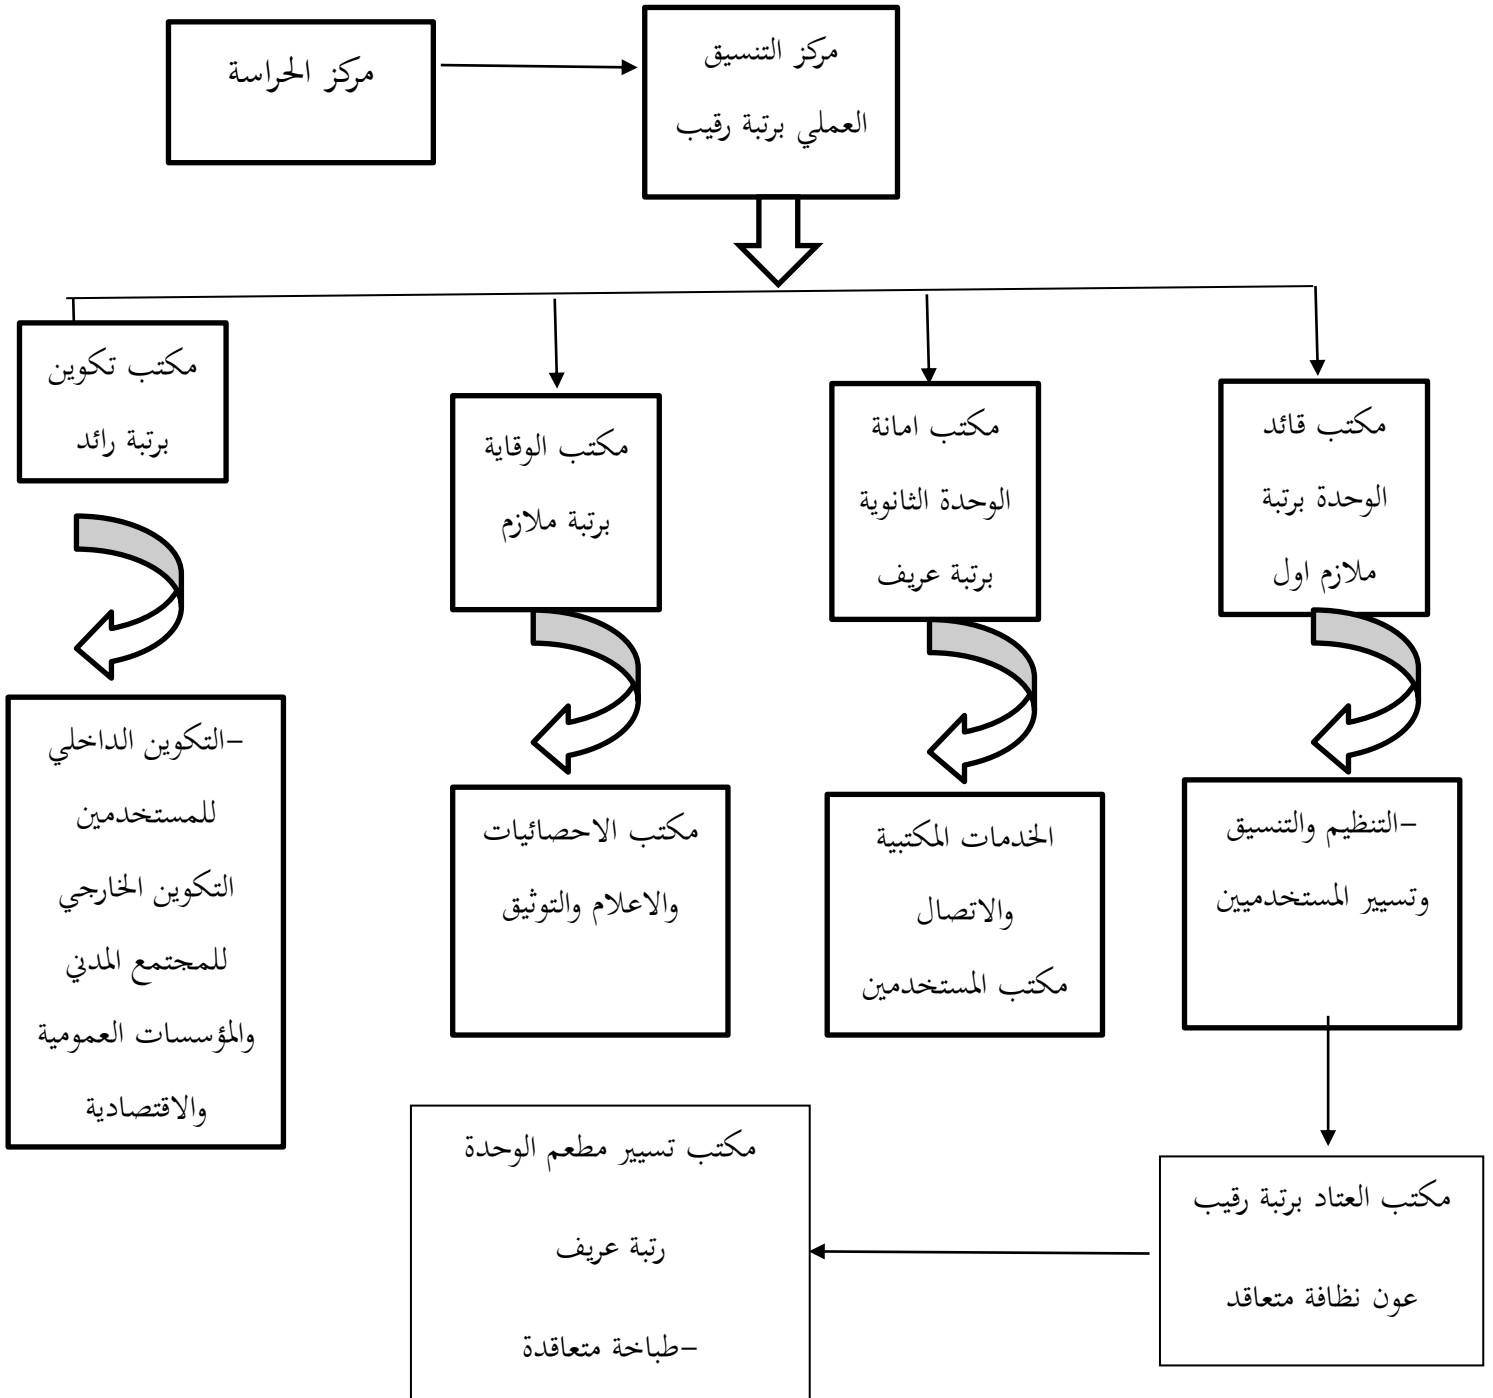 مركز الحراسة
مركز التنسيق
العملي برتبة رقيب
مكتب قائد
الوحدة برتبة
ملازم اول
مكتب امانة
الوحدة الثانوية
برتبة عريف
مكتب الوقاية
برتبة ملازم
مكتب تكوين
برتبة رائد
-التنظيم والتنسيق
وتسيير المستخدميين
الخدمات المكتبية
والاتصال
مكتب المستخدمين
مكتب الاحصائيات
والاعلام والتوثيق
-التكوين الداخلي
للمستخدمين
التكوين الخارجي
للمجتمع المدني
والمؤسسات العمومية
والاقتصادية
مكتب العتاد برتبة رقيب
عون نظافة متعاقد
مكتب تسيير مطعم الوحدة
رتبة عريف
-طباخة متعاقدة